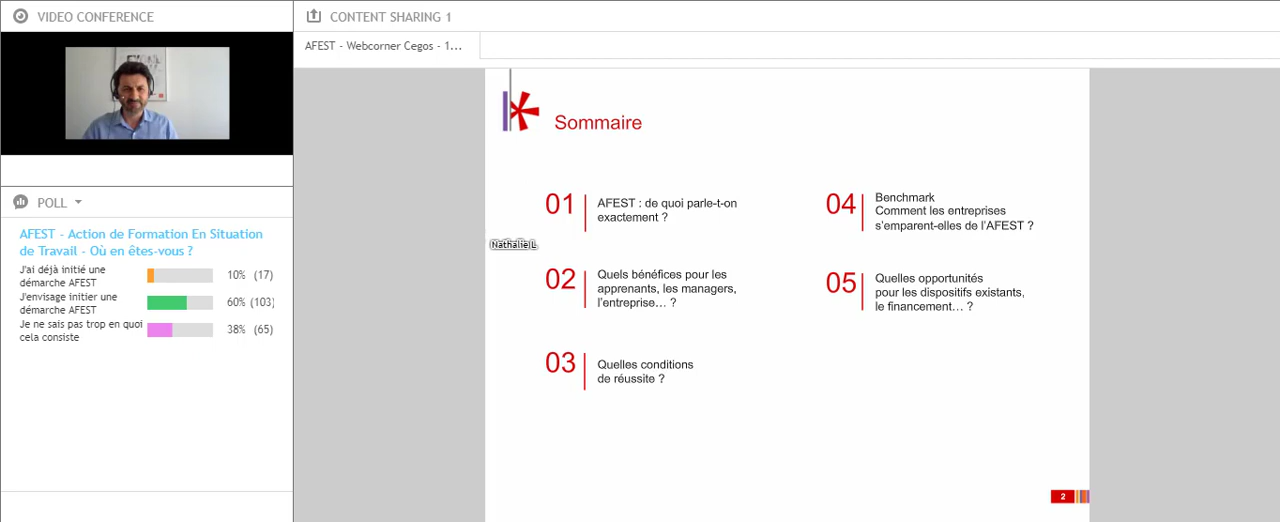 VIDEO CONFERENCE
POLL
AFEST - Action de Formation En Situation
de Travail - Où en êtes-vous ?
J'ai déjà initié une
démarche AFEST
10% (17)
J'envisage initier une
démarche AFEST
60% (103)
Je ne sais pas trop en quoi
cela consiste
38% (65)
CONTENT SHARING 1
AFEST - Webcorner Cegos - 1...
Sommaire
01
AFEST : de quoi parle-t-on
exactement ?
Nathalie L
02
Quels bénéfices pour les
apprenants, les managers,
l'entreprise... ?
03
Quelles conditions
de réussite ?
04
Benchmark
Comment les entreprises
s'emparent-elles de l'AFEST ?
05
Quelles opportunités
pour les dispositifs existants,
le financement... ?
2